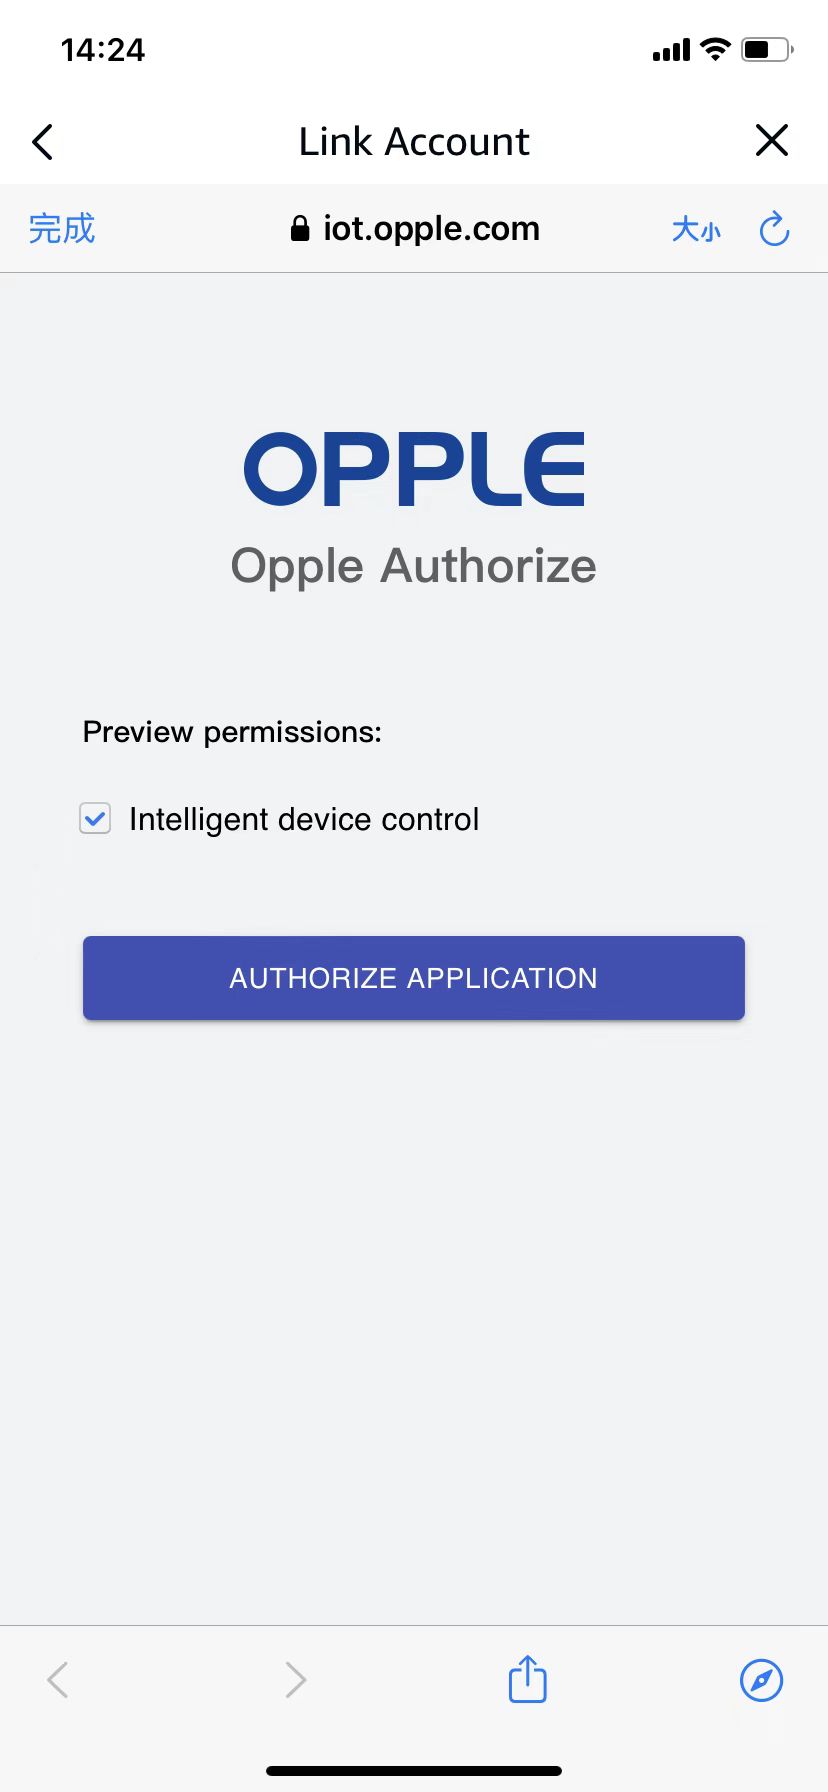 14:24
Link Account
完成
iot.opple.com
大小
OPPLE
Opple Authorize
Preview permissions:
Intelligent device control
AUTHORIZE APPLICATION